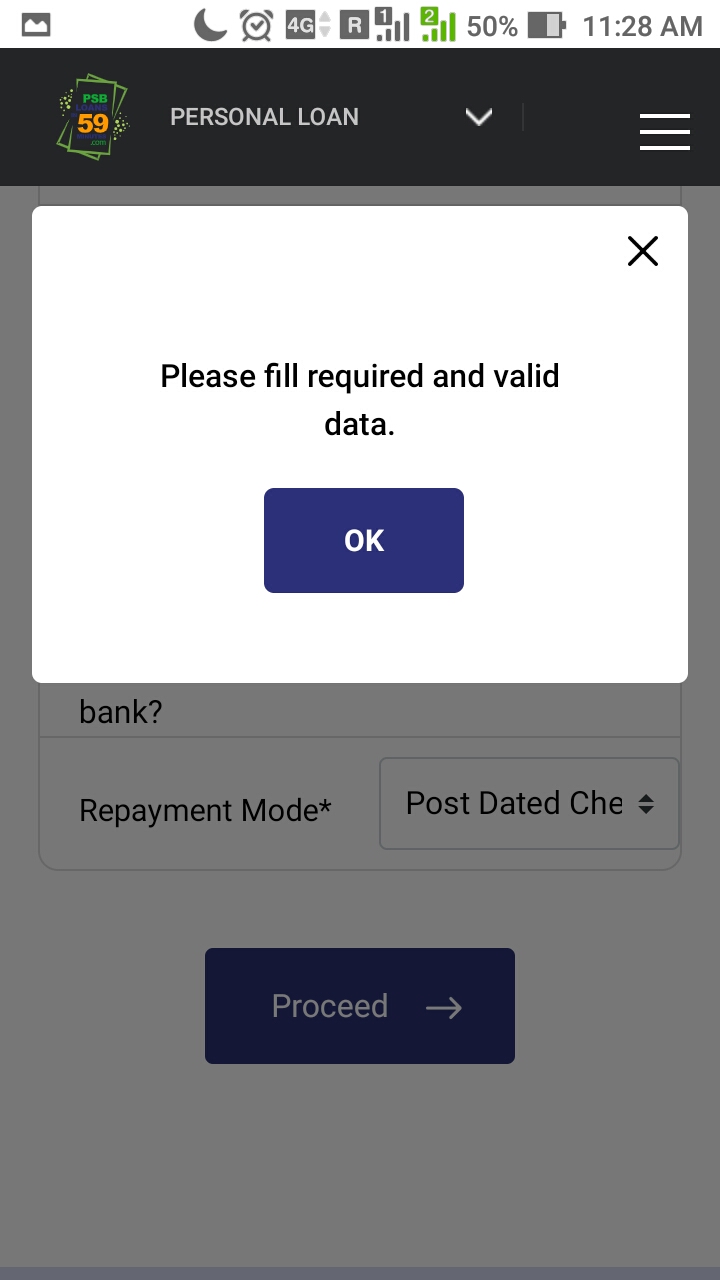 4G R 1 2 50% 11:28 AM
PSB
LOANS
59
.com
PERSONAL LOAN
Please fill required and valid
data.
OK
bank?
Repayment Mode*
Post Dated Che
Proceed